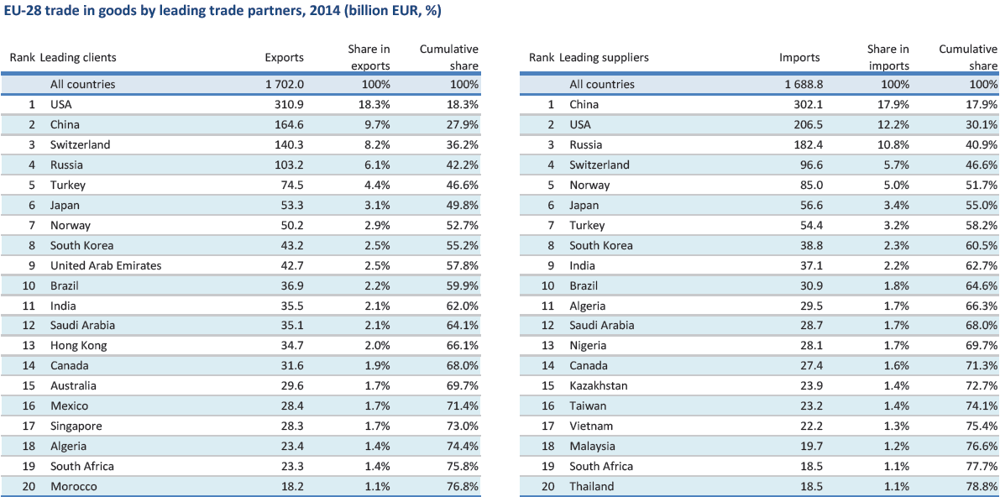 EU-28 trade in goods by leading trade partners, 2014 (billion EUR, %)
Rank Leading clients Exports Share in exports Cumulative share
All countries 1 702.0 100% 100%
1 USA 310.9 18.3% 18.3%
2 China 164.6 9.7% 27.9%
3 Switzerland 140.3 8.2% 36.2%
4 Russia 103.2 6.1% 42.2%
5 Turkey 74.5 4.4% 46.6%
6 Japan 53.3 3.1% 49.8%
7 Norway 50.2 2.9% 52.7%
8 South Korea 43.2 2.5% 55.2%
9 United Arab Emirates 42.7 2.5% 57.8%
10 Brazil 36.9 2.2% 59.9%
11 India 35.5 2.1% 62.0%
12 Saudi Arabia 35.1 2.1% 64.1%
13 Hong Kong 34.7 2.0% 66.1%
14 Canada 31.6 1.9% 68.0%
15 Australia 29.6 1.7% 69.7%
16 Mexico 28.4 1.7% 71.4%
17 Singapore 28.3 1.7% 73.0%
18 Algeria 23.4 1.4% 74.4%
19 South Africa 23.3 1.4% 75.8%
20 Morocco 18.2 1.1% 76.8%
Rank Leading suppliers Imports Share in imports Cumulative share
All countries 1 688.8 100% 100%
1 China 302.1 17.9% 17.9%
2 USA 206.5 12.2% 30.1%
3 Russia 182.4 10.8% 40.9%
4 Switzerland 96.6 5.7% 46.6%
5 Norway 85.0 5.0% 51.7%
6 Japan 56.6 3.4% 55.0%
7 Turkey 54.4 3.2% 58.2%
8 South Korea 38.8 2.3% 60.5%
9 India 37.1 2.2% 62.7%
10 Brazil 30.9 1.8% 64.6%
11 Algeria 29.5 1.7% 66.3%
12 Saudi Arabia 28.7 1.7% 68.0%
13 Nigeria 28.1 1.7% 69.7%
14 Canada 27.4 1.6% 71.3%
15 Kazakhstan 23.9 1.4% 72.7%
16 Taiwan 23.2 1.4% 74.1%
17 Vietnam 22.2 1.3% 75.4%
18 Malaysia 19.7 1.2% 76.6%
19 South Africa 18.5 1.1% 77.7%
20 Thailand 18.5 1.1% 78.8%